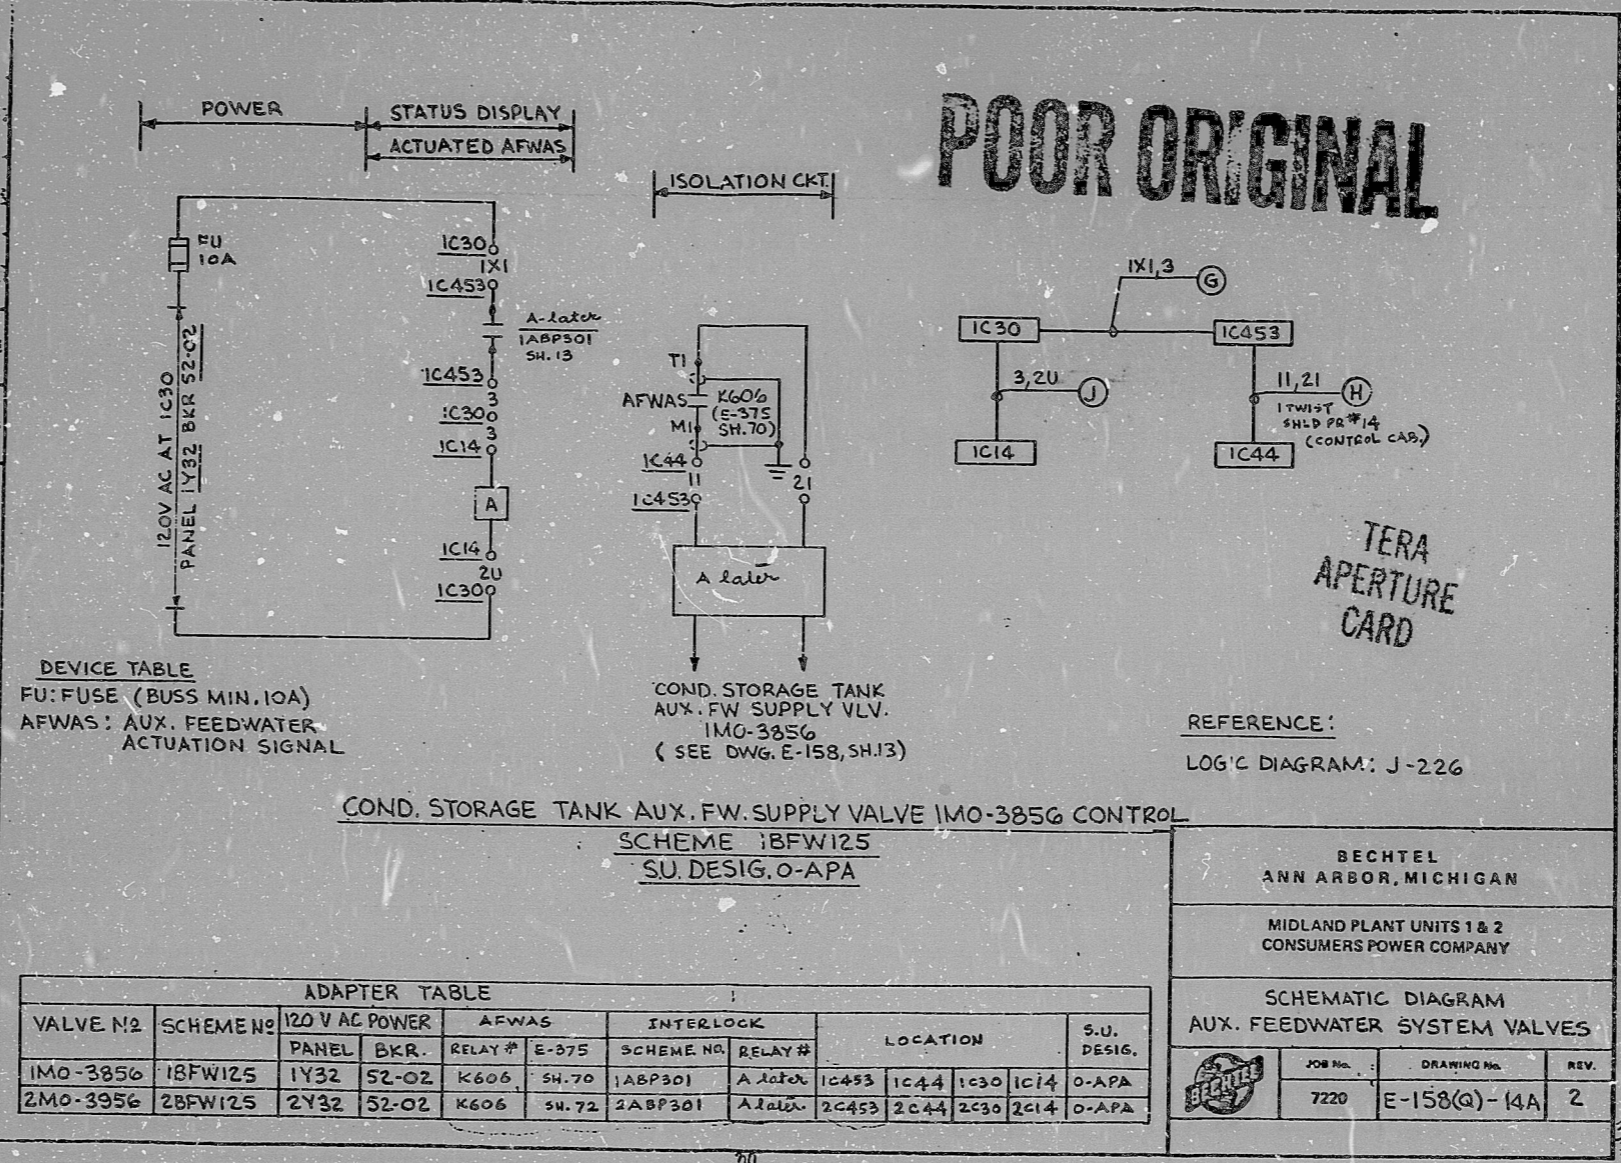 POWER
STATUS DISPLAY
ACTUATED AFWAS
ISOLATION CKT.
POOR ORIGINAL
FU
10A
120V AC AT 1C30
PANEL 1Y32 BKR 52-02
1C30
1X1
1C453
A-later
1ABP301
SH.13
1C453
3
1C30
3
1C14
A
1C14
2U
1C30
T1
AFWAS
K606
(E-375
SH.70)
M1
1C44
11
21
1C453
A later
COND. STORAGE TANK
AUX. FW SUPPLY VLV.
1MO-3856
(SEE DWG. E-158, SH.13)
1X1,3
G
1C30
1C453
3,2U
J
11,21
H
1 TWIST
SHLD PR #14
(CONTROL CAB.)
1C14
1C44
TERA
APERTURE
CARD
DEVICE TABLE
FU: FUSE (BUSS MIN. 10A)
AFWAS: AUX. FEEDWATER
ACTUATION SIGNAL
REFERENCE:
LOGIC DIAGRAM: J-226
COND. STORAGE TANK AUX. FW. SUPPLY VALVE 1MO-3856 CONTROL
SCHEME 1BFW125
S.U. DESIG. O-APA
BECHTEL
ANN ARBOR, MICHIGAN
MIDLAND PLANT UNITS 1 & 2
CONSUMERS POWER COMPANY
SCHEMATIC DIAGRAM
AUX. FEEDWATER SYSTEM VALVES
BECHTEL
JOB No. DRAWING No. REV.
7220 E-158(Q)-14A 2
ADAPTER TABLE
VALVE Nº SCHEME Nº 120 V AC POWER AFWAS INTERLOCK LOCATION S.U. DESIG.
PANEL BKR. RELAY # E-375 SCHEME NO. RELAY #
1MO-3856 1BFW125 1Y32 52-02 K606 SH.70 1ABP301 A later 1C453 1C44 1C30 1C14 O-APA
2MO-3956 2BFW125 2Y32 52-02 K606 SH.72 2ABP301 A later 2C453 2C44 2C30 2C14 O-APA